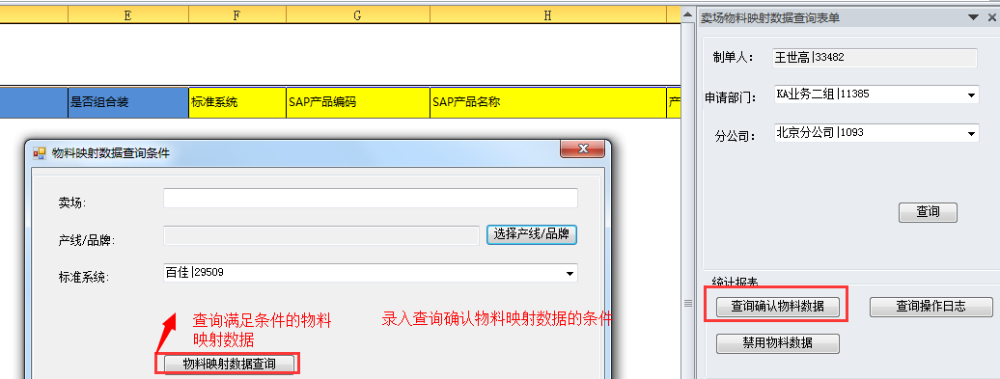 E
F
G
H
是否组合装
标准系统
SAP产品编码
SAP产品名称
产
物料映射数据查询条件
卖场:
产线/品牌:
选择产线/品牌
标准系统:
百佳|29509
查询满足条件的物料
映射数据
录入查询确认物料映射数据的条件
物料映射数据查询
卖场物料映射数据查询表单
制单人:
王世高|33482
申请部门:
KA业务二组|11385
分公司:
北京分公司|1093
查询
统计报表
查询确认物料数据
查询操作日志
禁用物料数据